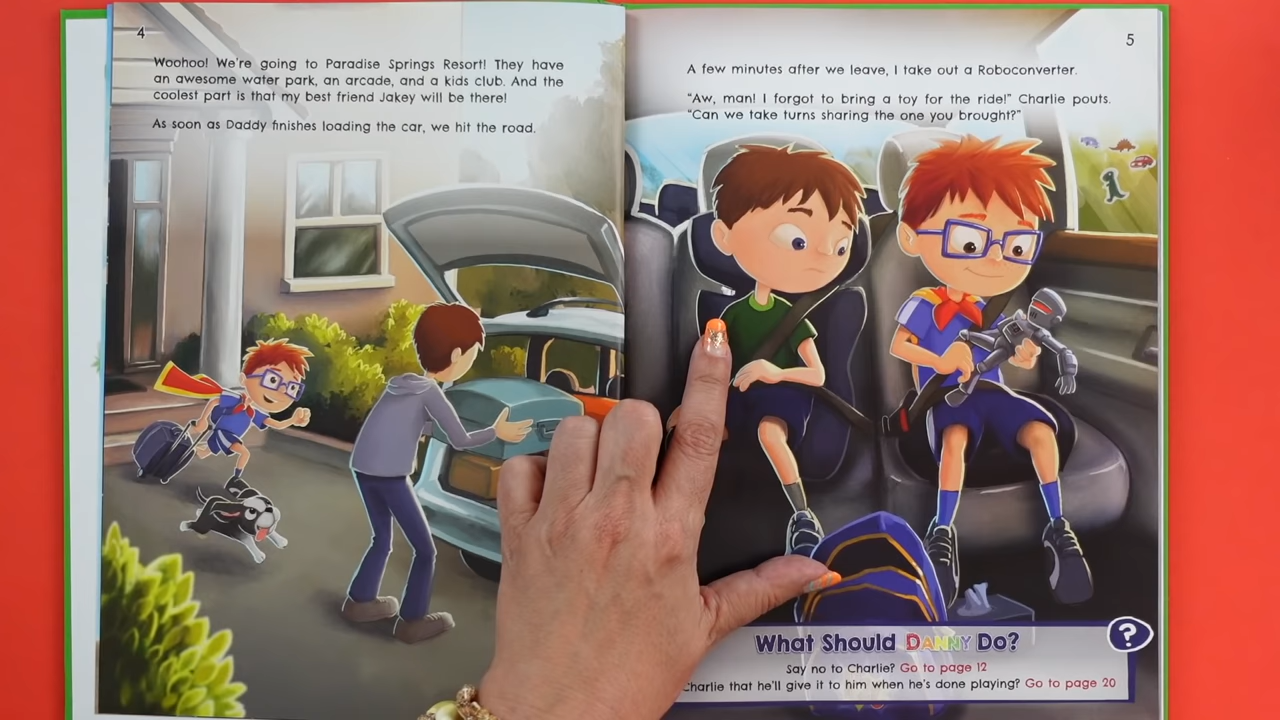 4
Woohoo! We're going to Paradise Springs Resort! They have
an awesome water park, an arcade, and a kids club. And the
coolest part is that my best friend Jakey will be there!
As soon as Daddy finishes loading the car, we hit the road.
5
A few minutes after we leave, I take out a Roboconverter.
"Aw, man! I forgot to bring a toy for the ride!" Charlie pouts.
"Can we take turns sharing the one you brought?"
What Should DANNY Do?
?
Say no to Charlie? Go to page 12
Charlie that he'll give it to him when he's done playing? Go to page 20